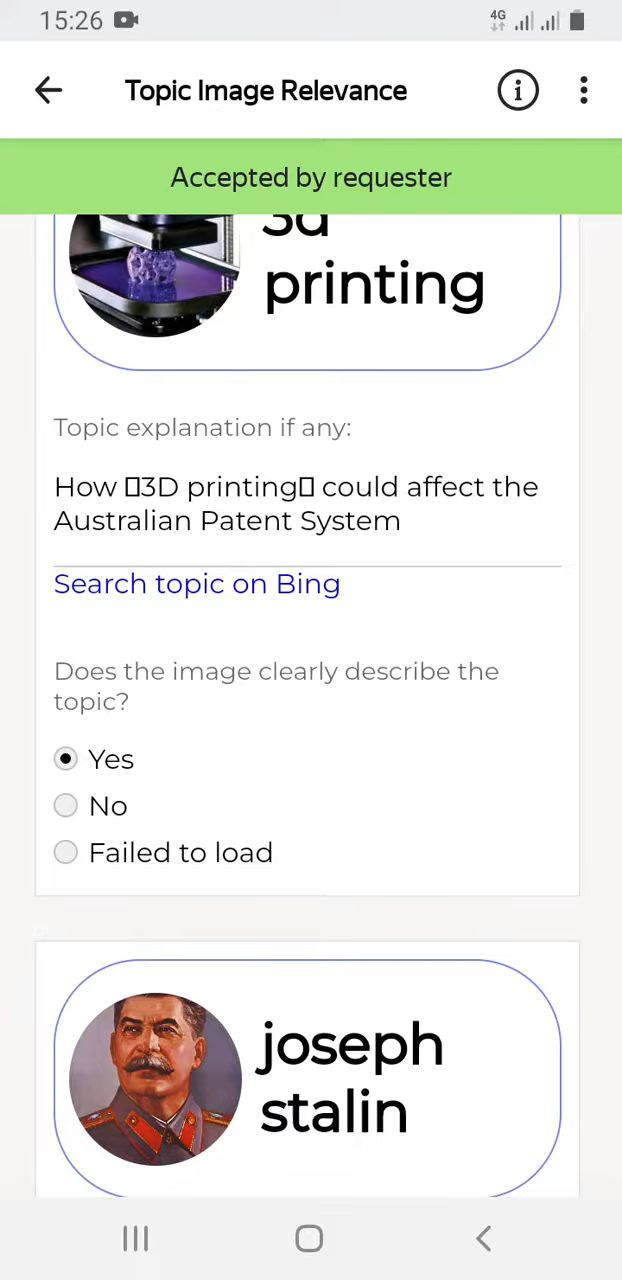 15:26
4G
Topic Image Relevance
Accepted by requester
3d
printing
Topic explanation if any:
How ▯3D printing▯ could affect the
Australian Patent System
Search topic on Bing
Does the image clearly describe the
topic?
Yes
No
Failed to load
joseph
stalin